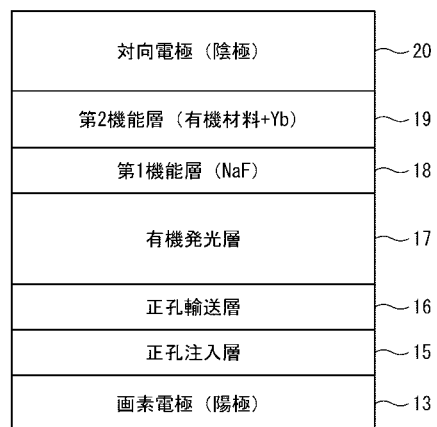 対向電極（陰極） 20
第2機能層（有機材料+Yb） 19
第1機能層（NaF） 18
有機発光層 17
正孔輸送層 16
正孔注入層 15
画素電極（陽極） 13